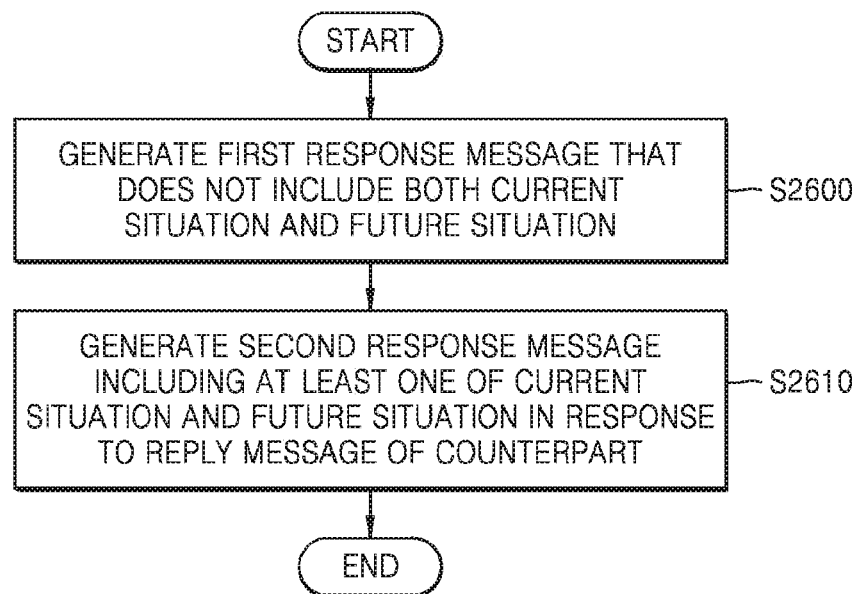 START
GENERATE FIRST RESPONSE MESSAGE THAT
DOES NOT INCLUDE BOTH CURRENT
SITUATION AND FUTURE SITUATION
S2600
GENERATE SECOND RESPONSE MESSAGE
INCLUDING AT LEAST ONE OF CURRENT
SITUATION AND FUTURE SITUATION IN RESPONSE
TO REPLY MESSAGE OF COUNTERPART
S2610
END